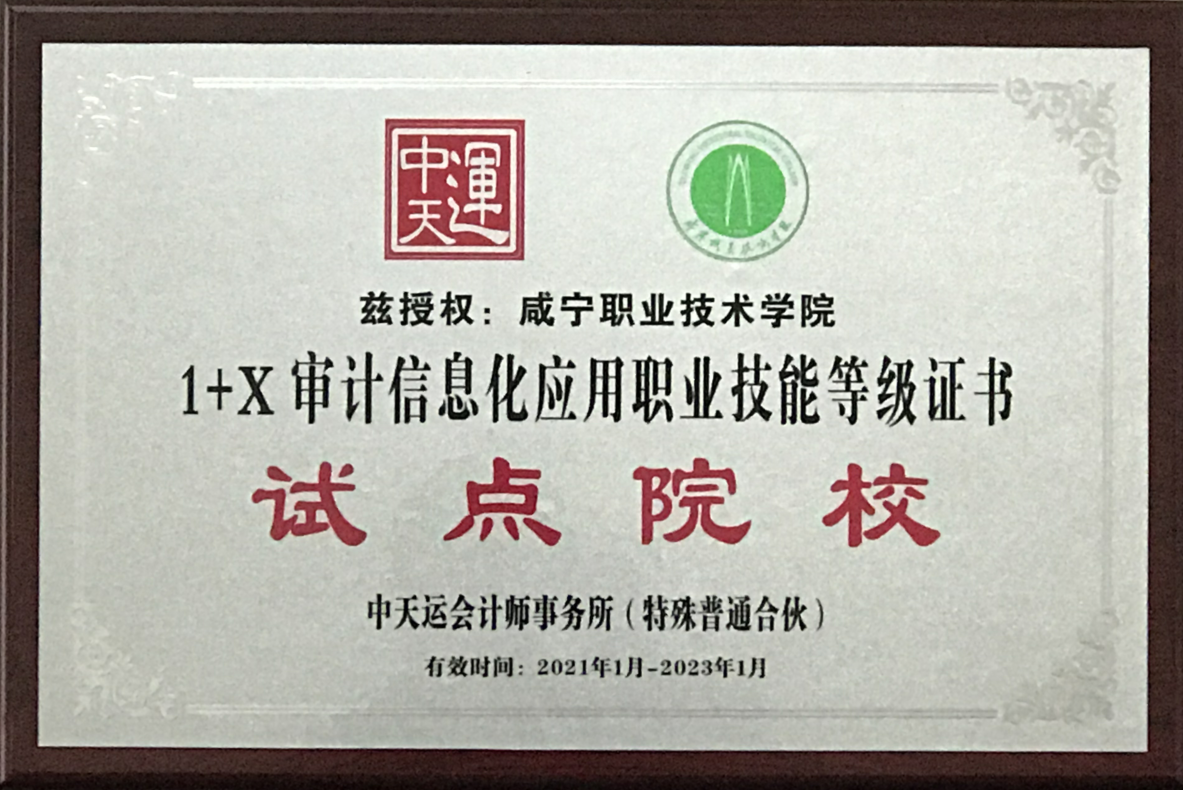 中天運
兹授权：咸宁职业技术学院
1+X 审计信息化应用职业技能等级证书
试点院校
中天运会计师事务所（特殊普通合伙）
有效时间：2021年1月-2023年1月